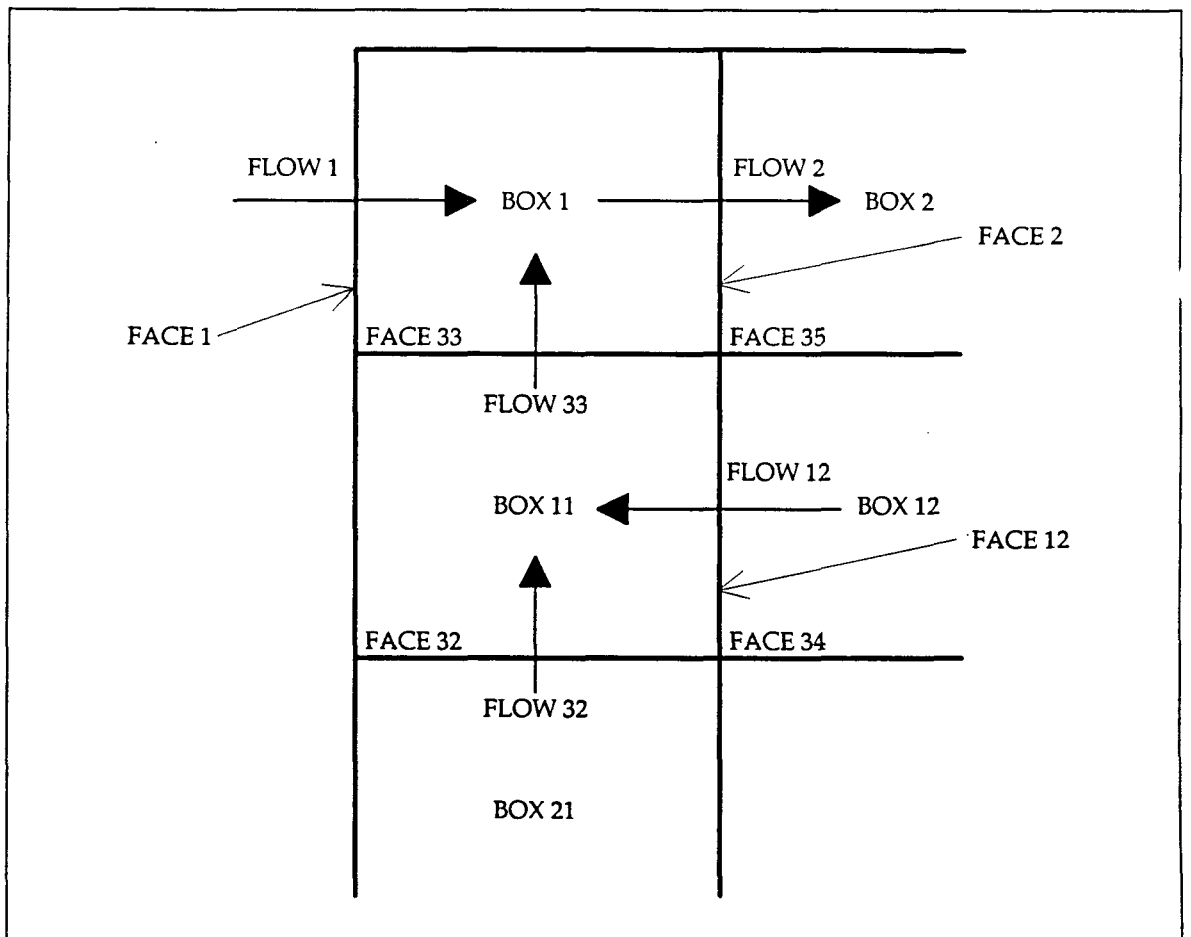 FLOW 1
FLOW 2
BOX 1
BOX 2
FACE 2
FACE 1
FACE 33
FACE 35
FLOW 33
FLOW 12
BOX 11
BOX 12
FACE 12
FACE 32
FACE 34
FLOW 32
BOX 21